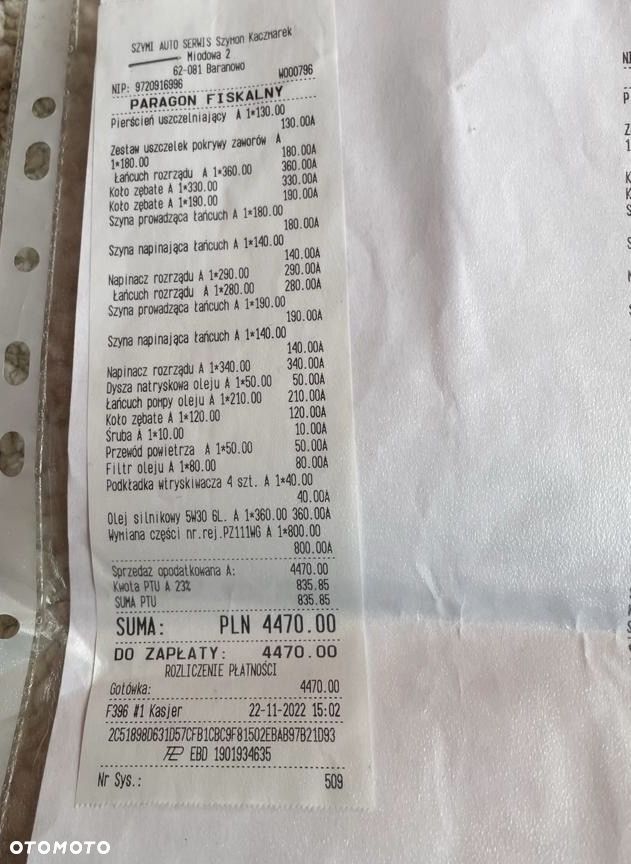 SZYMI AUTO SERWIS Szymon Kaczmarek
Miodowa 2
62-081 Baranowo
NIP: 9720916996 W000796
PARAGON FISKALNY
Pierścień uszczelniający A 1*130.00
130.00A
Zestaw uszczelek pokrywy zaworów A
1*180.00 180.00A
Łańcuch rozrządu A 1*360.00 360.00A
Koło zębate A 1*330.00 330.00A
Koło zębate A 1*190.00 190.00A
Szyna prowadząca łańcuch A 1*180.00
180.00A
Szyna napinająca łańcuch A 1*140.00
140.00A
Napinacz rozrządu A 1*290.00 290.00A
Łańcuch rozrządu A 1*280.00 280.00A
Szyna prowadząca łańcuch A 1*190.00
190.00A
Szyna napinająca łańcuch A 1*140.00
140.00A
Napinacz rozrządu A 1*340.00 340.00A
Dysza natryskowa oleju A 1*50.00 50.00A
Łańcuch pompy oleju A 1*210.00 210.00A
Koło zębate A 1*120.00 120.00A
Śruba A 1*10.00 10.00A
Przewód powietrza A 1*50.00 50.00A
Filtr oleju A 1*80.00 80.00A
Podkładka wtryskiwacza 4 szt. A 1*40.00
40.00A
Olej silnikowy 5W30 6L. A 1*360.00 360.00A
Wymiana części nr.rej.PZ111WG A 1*800.00
800.00A
Sprzedaż opodatkowana A: 4470.00
Kwota PTU A 23% 835.85
SUMA PTU 835.85
SUMA: PLN 4470.00
DO ZAPŁATY: 4470.00
ROZLICZENIE PŁATNOŚCI
Gotówka: 4470.00
F396 #1 Kasjer 22-11-2022 15:02
2C51898D631D57CFB1CBC9F81502EBAB97B21D93
EBD 1901934635
Nr Sys.: 509
OTOMOTO